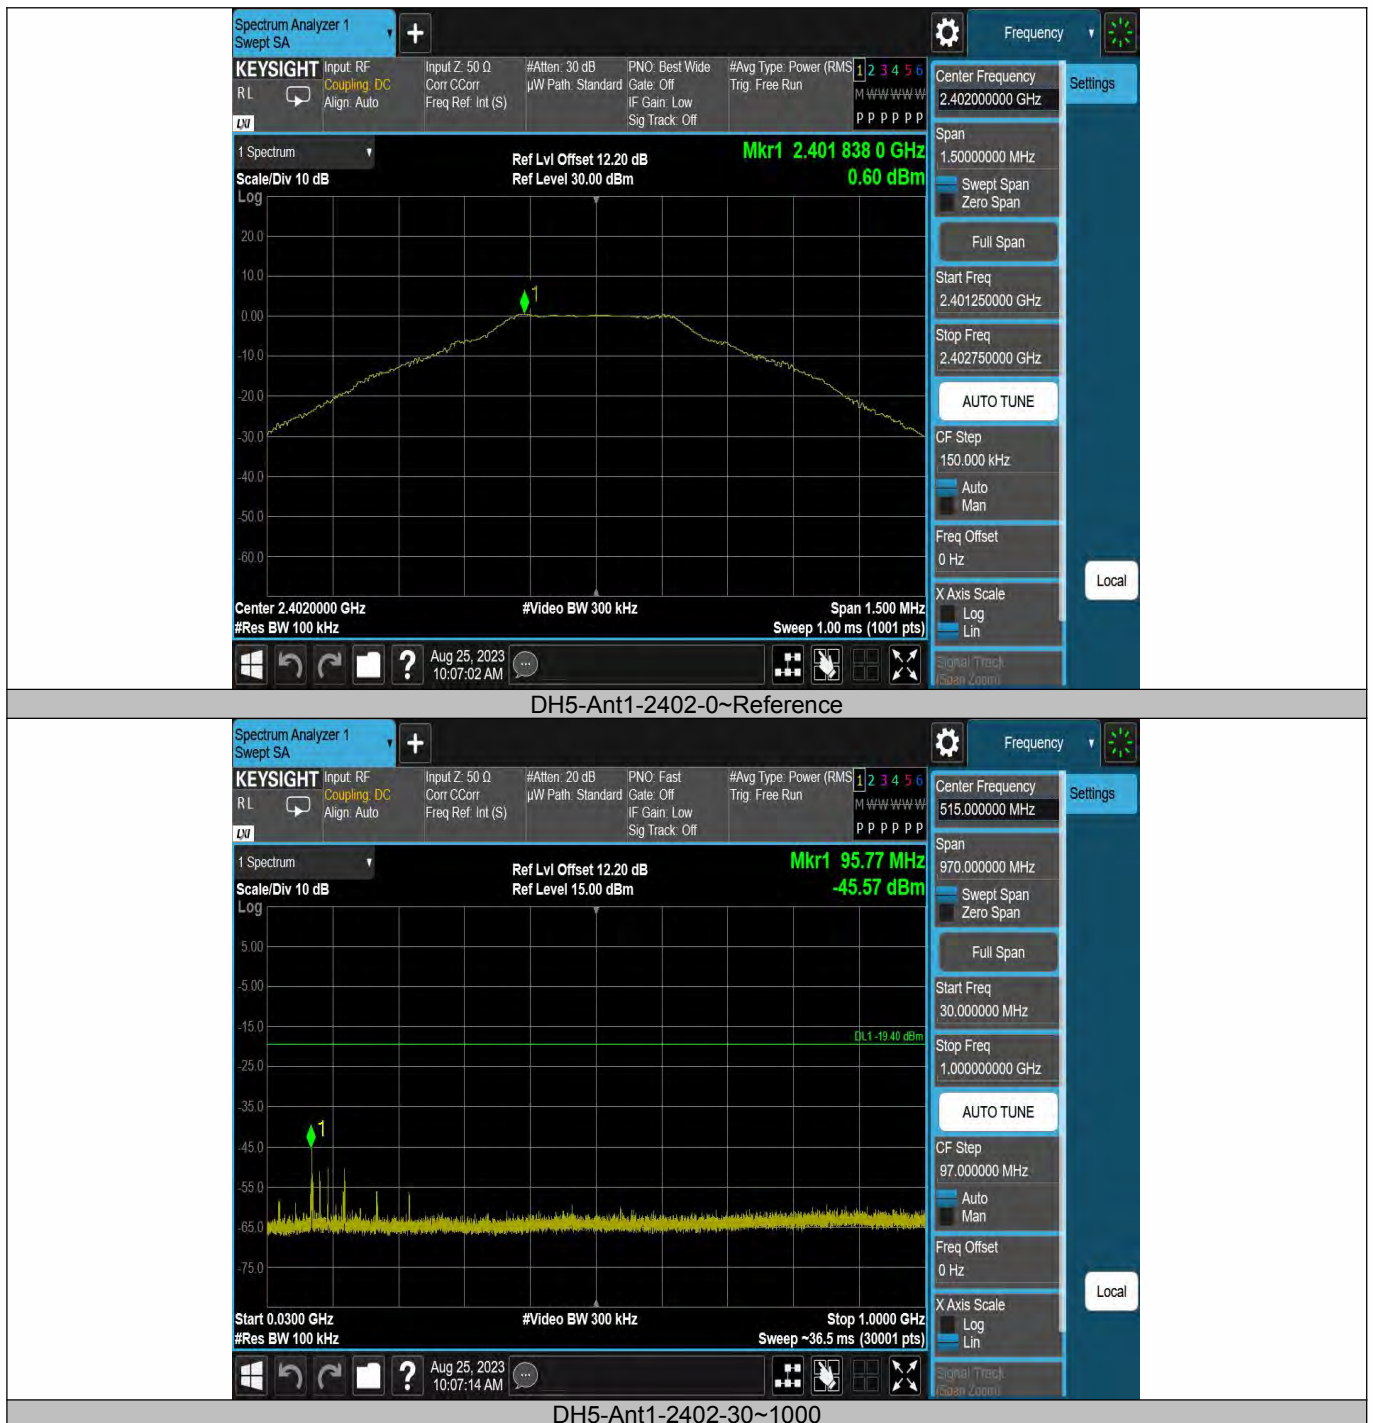 Spectrum Analyzer 1
Swept SA
Frequency
KEYSIGHT
RL
LXI
Input: RF
Coupling: DC
Align: Auto
Input Z: 50 Ω
Corr CCorr
Freq Ref: Int (S)
#Atten: 30 dB
µW Path: Standard
PNO: Best Wide
Gate: Off
IF Gain: Low
Sig Track: Off
#Avg Type: Power (RMS
Trig: Free Run
1 2 3 4 5 6
M W W W W W
P P P P P P
1 Spectrum
Scale/Div 10 dB
Log
Ref Lvl Offset 12.20 dB
Ref Level 30.00 dBm
Mkr1 2.401 838 0 GHz
0.60 dBm
1
20.0
10.0
0.00
-10.0
-20.0
-30.0
-40.0
-50.0
-60.0
Center 2.4020000 GHz
#Res BW 100 kHz
#Video BW 300 kHz
Span 1.500 MHz
Sweep 1.00 ms (1001 pts)
Aug 25, 2023
10:07:02 AM
Center Frequency
2.402000000 GHz
Settings
Span
1.50000000 MHz
Swept Span
Zero Span
Full Span
Start Freq
2.401250000 GHz
Stop Freq
2.402750000 GHz
AUTO TUNE
CF Step
150.000 kHz
Auto
Man
Freq Offset
0 Hz
X Axis Scale
Log
Lin
Signal Track
(Span Zoom)
Local
DH5-Ant1-2402-0~Reference
Spectrum Analyzer 1
Swept SA
Frequency
KEYSIGHT
RL
LXI
Input: RF
Coupling: DC
Align: Auto
Input Z: 50 Ω
Corr CCorr
Freq Ref: Int (S)
#Atten: 20 dB
µW Path: Standard
PNO: Fast
Gate: Off
IF Gain: Low
Sig Track: Off
#Avg Type: Power (RMS
Trig: Free Run
1 2 3 4 5 6
M W W W W W
P P P P P P
1 Spectrum
Scale/Div 10 dB
Log
Ref Lvl Offset 12.20 dB
Ref Level 15.00 dBm
Mkr1 95.77 MHz
-45.57 dBm
5.00
-5.00
-15.0
DL1 -19.40 dBm
-25.0
-35.0
1
-45.0
-55.0
-65.0
-75.0
Start 0.0300 GHz
#Res BW 100 kHz
#Video BW 300 kHz
Stop 1.0000 GHz
Sweep ~36.5 ms (30001 pts)
Aug 25, 2023
10:07:14 AM
Center Frequency
515.000000 MHz
Settings
Span
970.000000 MHz
Swept Span
Zero Span
Full Span
Start Freq
30.000000 MHz
Stop Freq
1.000000000 GHz
AUTO TUNE
CF Step
97.000000 MHz
Auto
Man
Freq Offset
0 Hz
X Axis Scale
Log
Lin
Signal Track
(Span Zoom)
Local
DH5-Ant1-2402-30~1000